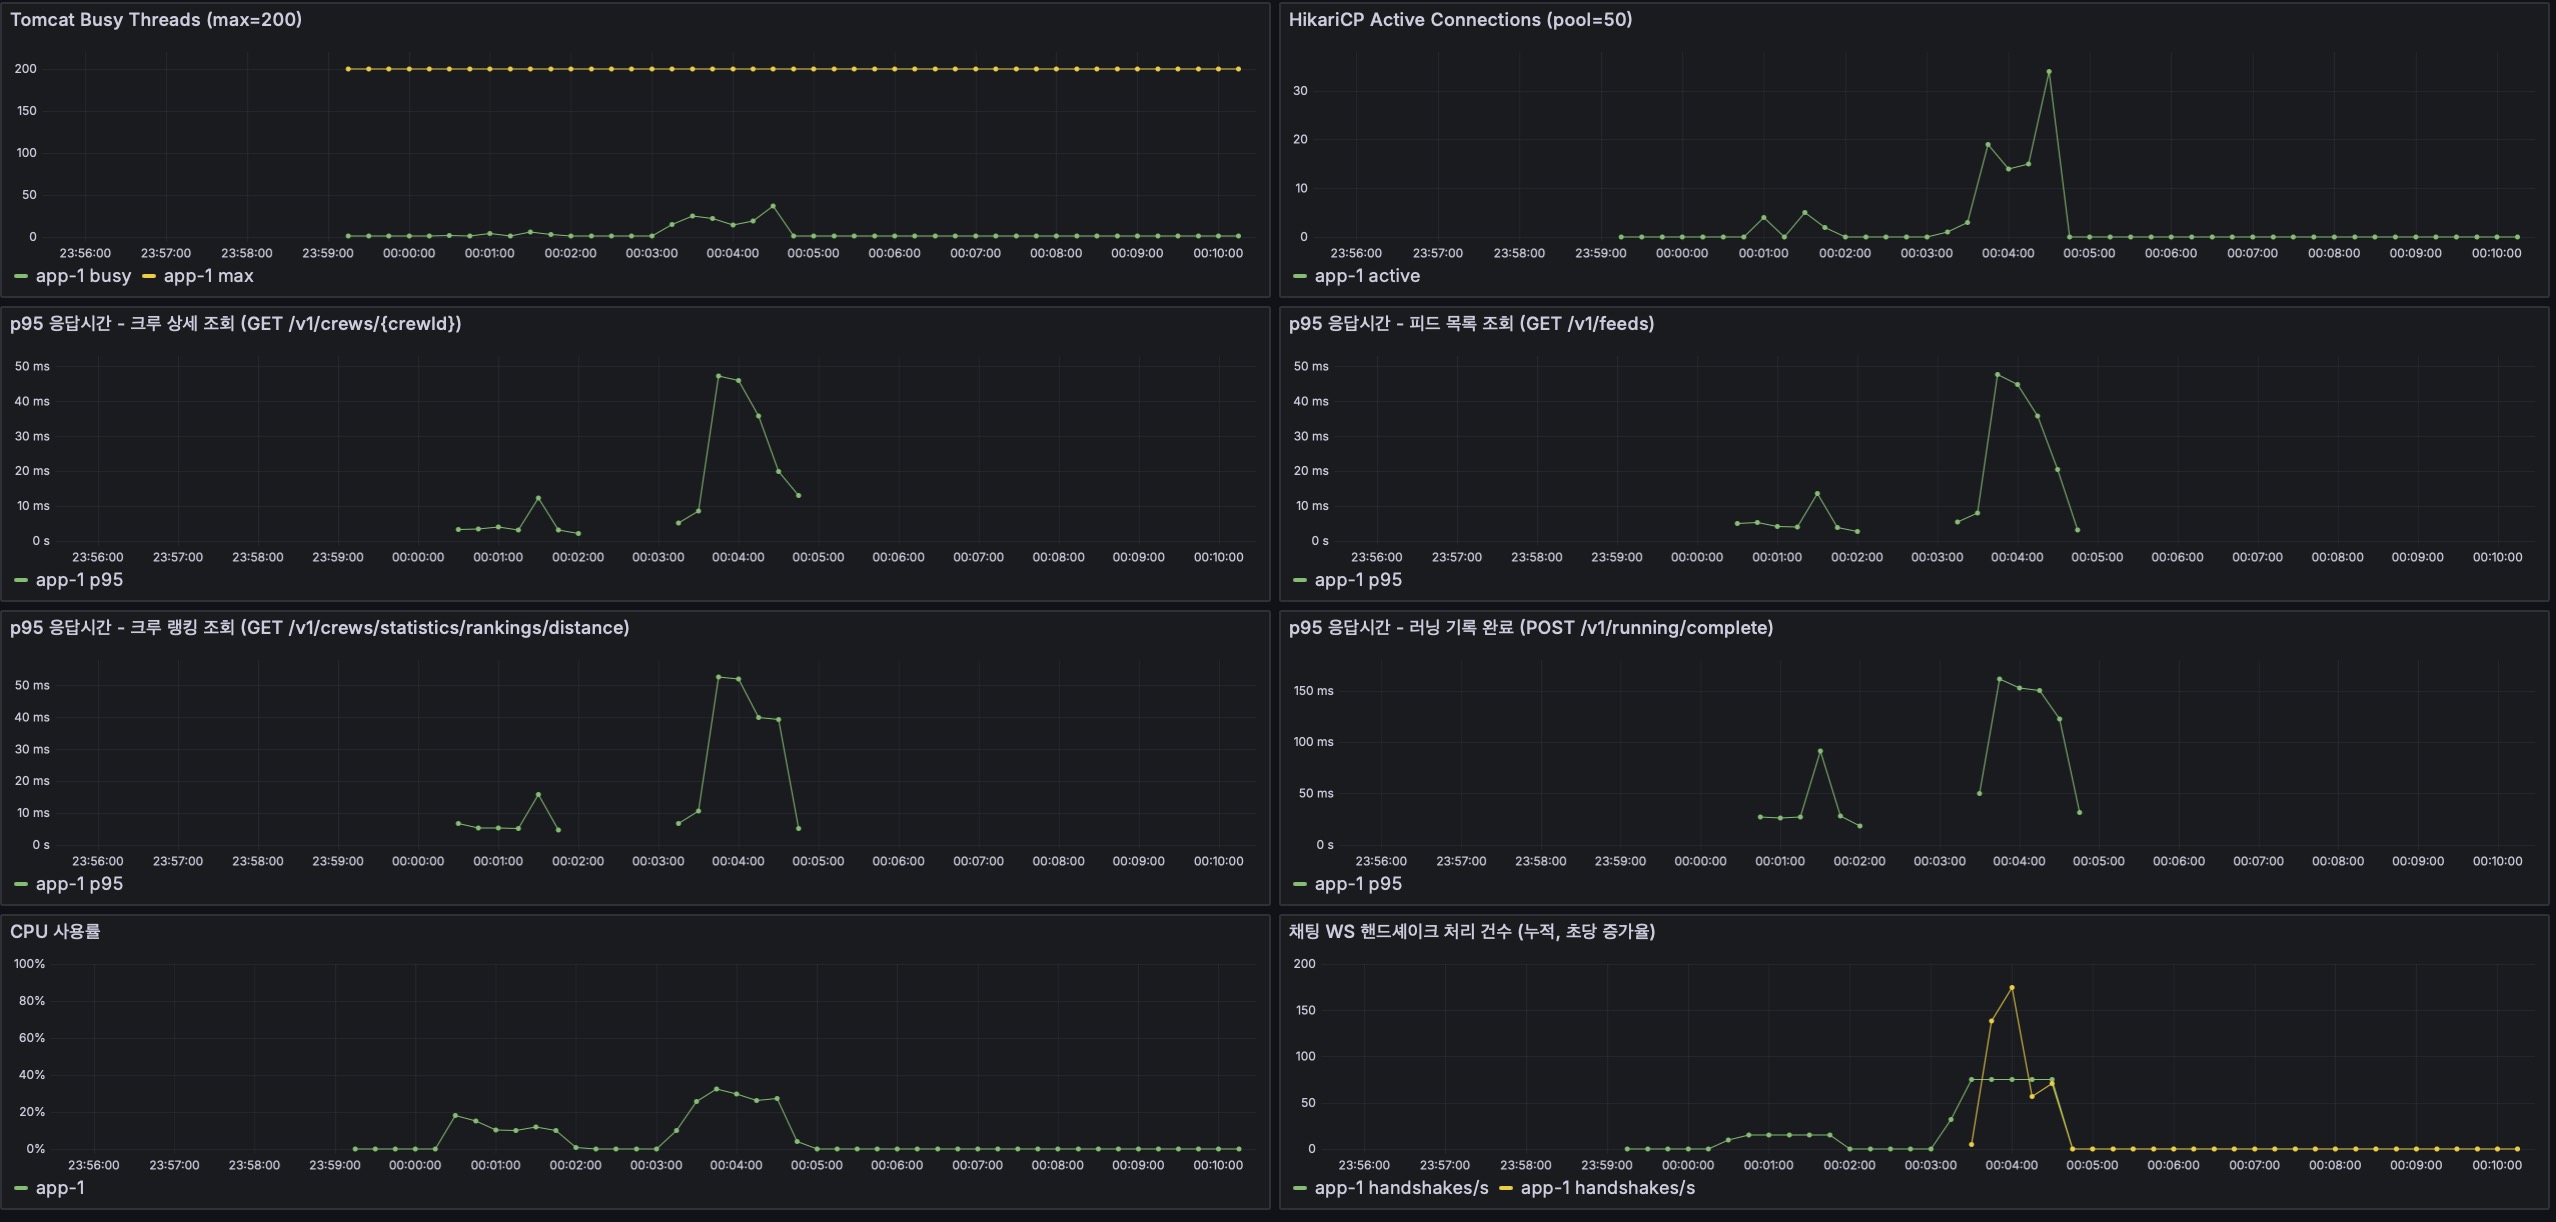 Tomcat Busy Threads (max=200)
200
150
100
50
0
23:56:00 23:57:00 23:58:00 23:59:00 00:00:00 00:01:00 00:02:00 00:03:00 00:04:00 00:05:00 00:06:00 00:07:00 00:08:00 00:09:00 00:10:00
app-1 busy app-1 max
HikariCP Active Connections (pool=50)
30
20
10
0
23:56:00 23:57:00 23:58:00 23:59:00 00:00:00 00:01:00 00:02:00 00:03:00 00:04:00 00:05:00 00:06:00 00:07:00 00:08:00 00:09:00 00:10:00
app-1 active
p95 응답시간 - 크루 상세 조회 (GET /v1/crews/{crewId})
50 ms
40 ms
30 ms
20 ms
10 ms
0 s
23:56:00 23:57:00 23:58:00 23:59:00 00:00:00 00:01:00 00:02:00 00:03:00 00:04:00 00:05:00 00:06:00 00:07:00 00:08:00 00:09:00 00:10:00
app-1 p95
p95 응답시간 - 피드 목록 조회 (GET /v1/feeds)
50 ms
40 ms
30 ms
20 ms
10 ms
0 s
23:56:00 23:57:00 23:58:00 23:59:00 00:00:00 00:01:00 00:02:00 00:03:00 00:04:00 00:05:00 00:06:00 00:07:00 00:08:00 00:09:00 00:10:00
app-1 p95
p95 응답시간 - 크루 랭킹 조회 (GET /v1/crews/statistics/rankings/distance)
50 ms
40 ms
30 ms
20 ms
10 ms
0 s
23:56:00 23:57:00 23:58:00 23:59:00 00:00:00 00:01:00 00:02:00 00:03:00 00:04:00 00:05:00 00:06:00 00:07:00 00:08:00 00:09:00 00:10:00
app-1 p95
p95 응답시간 - 러닝 기록 완료 (POST /v1/running/complete)
150 ms
100 ms
50 ms
0 s
23:56:00 23:57:00 23:58:00 23:59:00 00:00:00 00:01:00 00:02:00 00:03:00 00:04:00 00:05:00 00:06:00 00:07:00 00:08:00 00:09:00 00:10:00
app-1 p95
CPU 사용률
100%
80%
60%
40%
20%
0%
23:56:00 23:57:00 23:58:00 23:59:00 00:00:00 00:01:00 00:02:00 00:03:00 00:04:00 00:05:00 00:06:00 00:07:00 00:08:00 00:09:00 00:10:00
app-1
채팅 WS 핸드셰이크 처리 건수 (누적, 초당 증가율)
200
150
100
50
0
23:56:00 23:57:00 23:58:00 23:59:00 00:00:00 00:01:00 00:02:00 00:03:00 00:04:00 00:05:00 00:06:00 00:07:00 00:08:00 00:09:00 00:10:00
app-1 handshakes/s app-1 handshakes/s